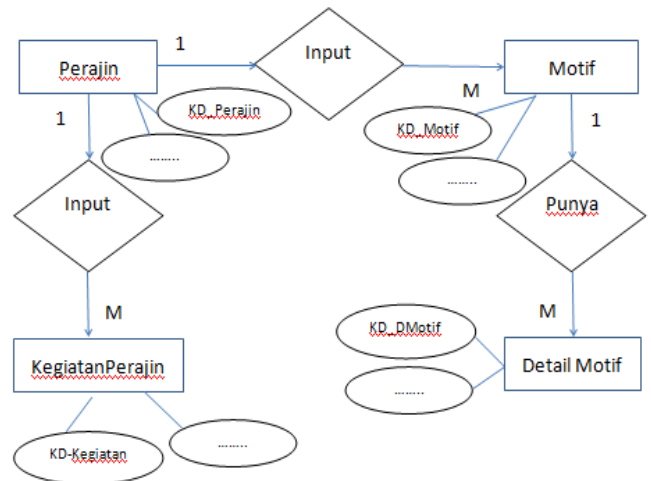 1
Input
Perajin
Motif
M
KD_Perajin
1
KD_Motif
1
........
........
Input
Punya
M
KD_DMotif
M
KegiatanPerajin
Detail Motif
........
KD-Kegiatan
........